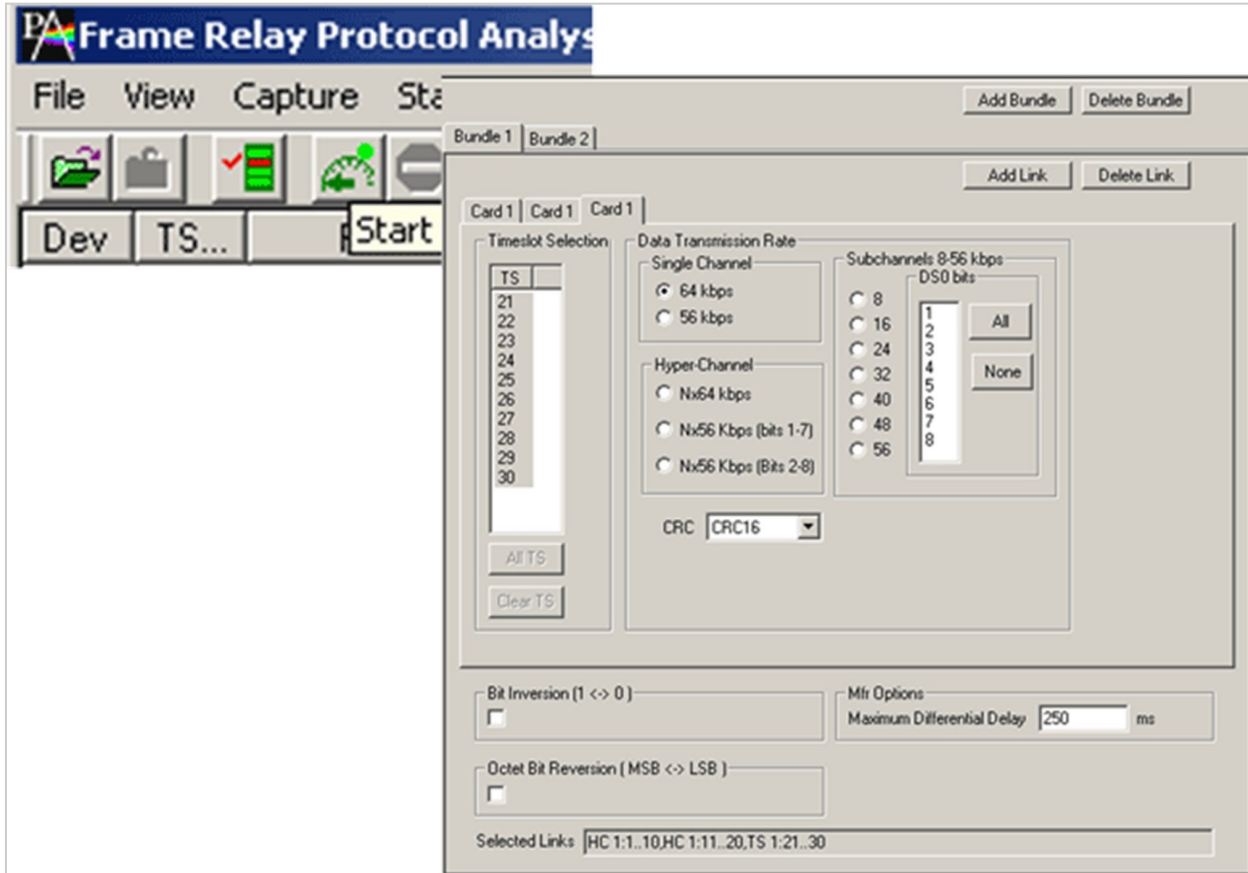 PA Frame Relay Protocol Analys
File View Capture Sta
Dev TS...
Start
Add Bundle Delete Bundle
Bundle 1 Bundle 2
Add Link Delete Link
Card 1 Card 1 Card 1
Timeslot Selection
TS
21
22
23
24
25
26
27
28
29
30
All TS
Clear TS
Data Transmission Rate
Single Channel
64 kbps
56 kbps
Hyper-Channel
Nx64 kbps
Nx56 Kbps (bits 1-7)
Nx56 Kbps (Bits 2-8)
CRC CRC16
Subchannels 8-56 kbps
8
16
24
32
40
48
56
DS0 bits
1
2
3
4
5
6
7
8
All
None
Bit Inversion (1 <-> 0 )
Mfr Options
Maximum Differential Delay 250 ms
Octet Bit Reversion ( MSB <-> LSB )
Selected Links HC 1:1..10,HC 1:11..20,TS 1:21..30